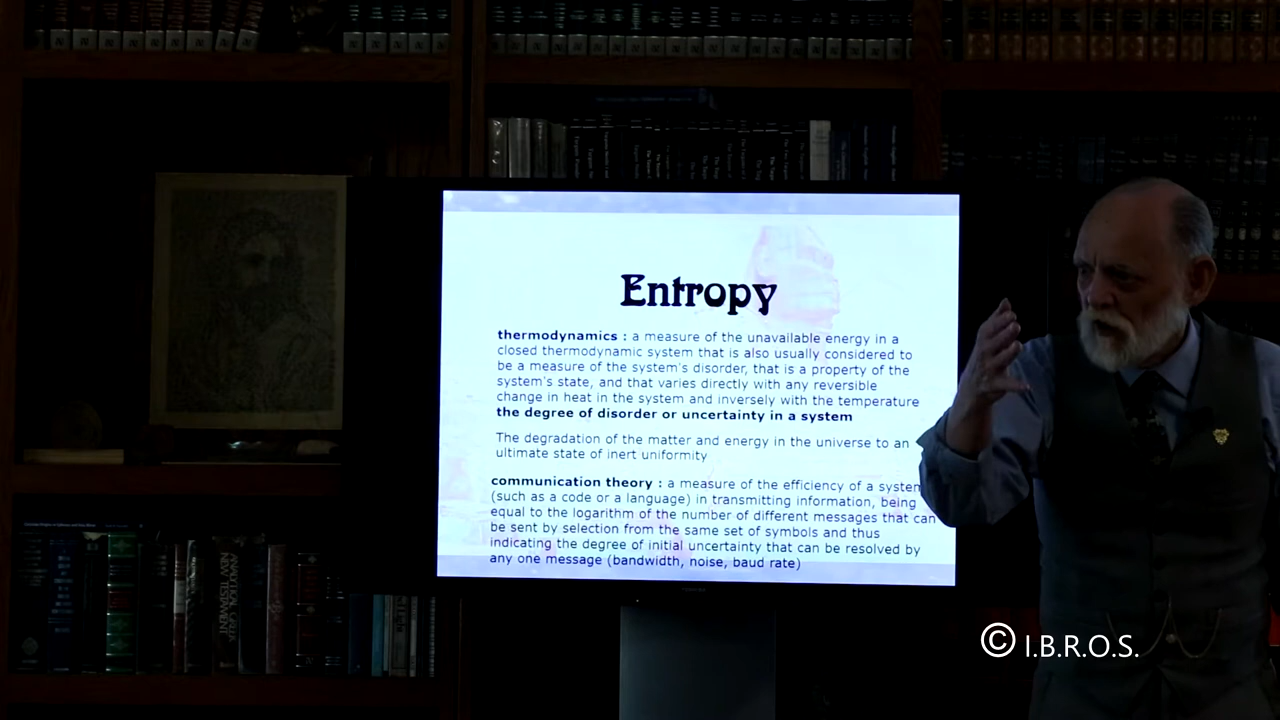 Entropy
thermodynamics : a measure of the unavailable energy in a
closed thermodynamic system that is also usually considered to
be a measure of the system's disorder, that is a property of the
system's state, and that varies directly with any reversible
change in heat in the system and inversely with the temperature
the degree of disorder or uncertainty in a system
The degradation of the matter and energy in the universe to an
ultimate state of inert uniformity
communication theory : a measure of the efficiency of a system
(such as a code or a language) in transmitting information, being
equal to the logarithm of the number of different messages that can
be sent by selection from the same set of symbols and thus
indicating the degree of initial uncertainty that can be resolved by
any one message (bandwidth, noise, baud rate)
ANALYTICAL GREEK
NEW TESTAMENT
© I.B.R.O.S.